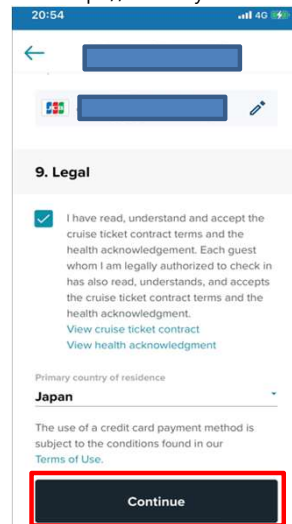 20:54
4G
JCB
9. Legal
I have read, understand and accept the
cruise ticket contract terms and the
health acknowledgement. Each guest
whom I am legally authorized to check in
has also read, understands, and accepts
the cruise ticket contract terms and the
health acknowledgment.
View cruise ticket contract
View health acknowledgment
Primary country of residence
Japan
The use of a credit card payment method is
subject to the conditions found in our
Terms of Use.
Continue